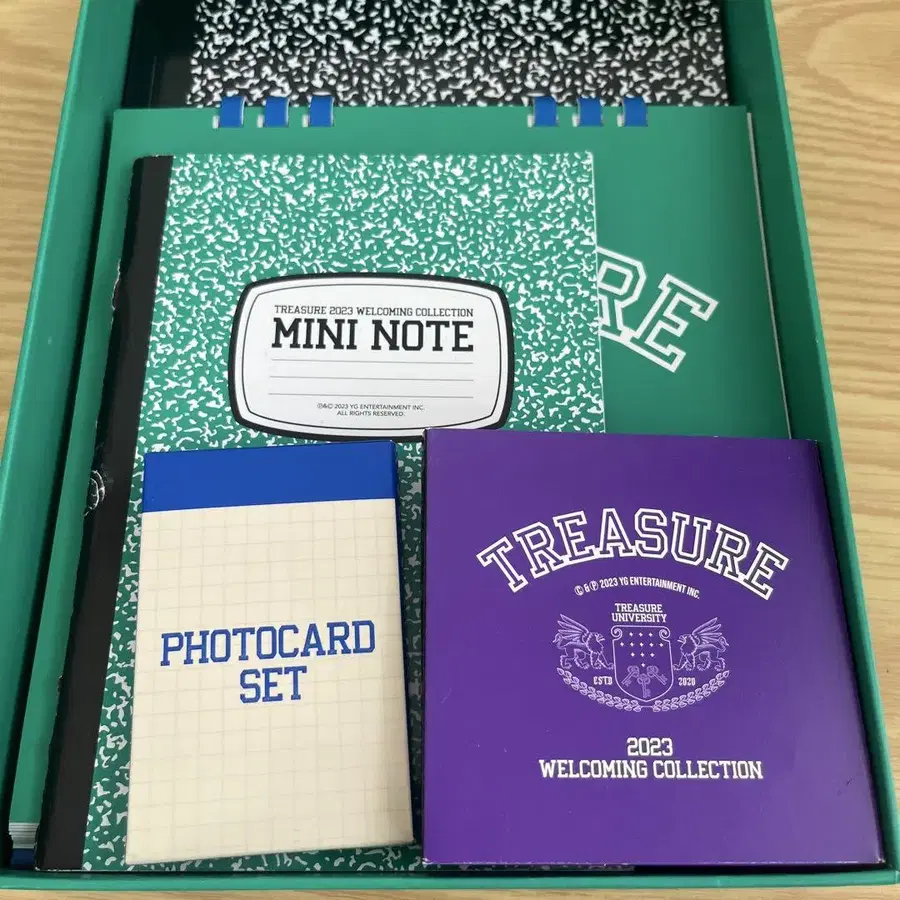 RE
TREASURE 2023 WELCOMING COLLECTION
MINI NOTE
Ⓟ&© 2023 YG ENTERTAINMENT INC.
ALL RIGHTS RESERVED.
PHOTOCARD
SET
TREASURE
© & Ⓟ 2023 YG ENTERTAINMENT INC.
TREASURE
UNIVERSITY
ESTD 2020
2023
WELCOMING COLLECTION